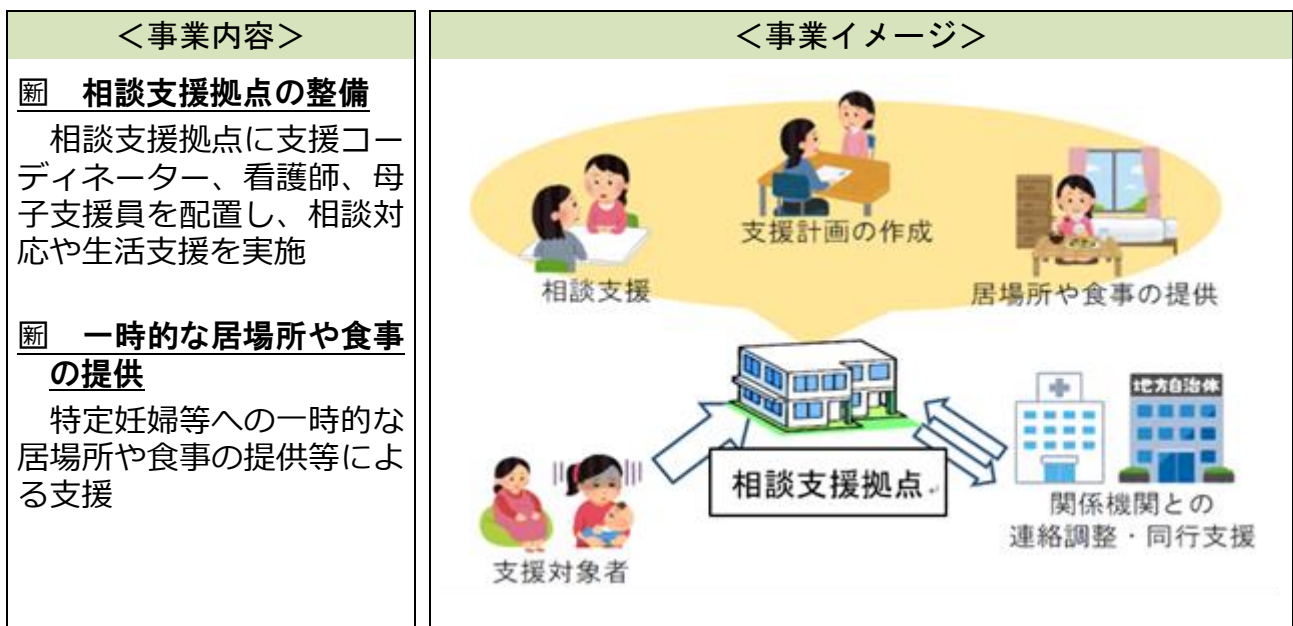 ＜事業内容＞
🈟　相談支援拠点の整備
相談支援拠点に支援コー
ディネーター、看護師、母
子支援員を配置し、相談対
応や生活支援を実施
🈟　一時的な居場所や食事
の提供
特定妊婦等への一時的な
居場所や食事の提供等によ
る支援
＜事業イメージ＞
支援計画の作成
相談支援
居場所や食事の提供
地方自治体
相談支援拠点
関係機関との
連絡調整・同行支援
支援対象者